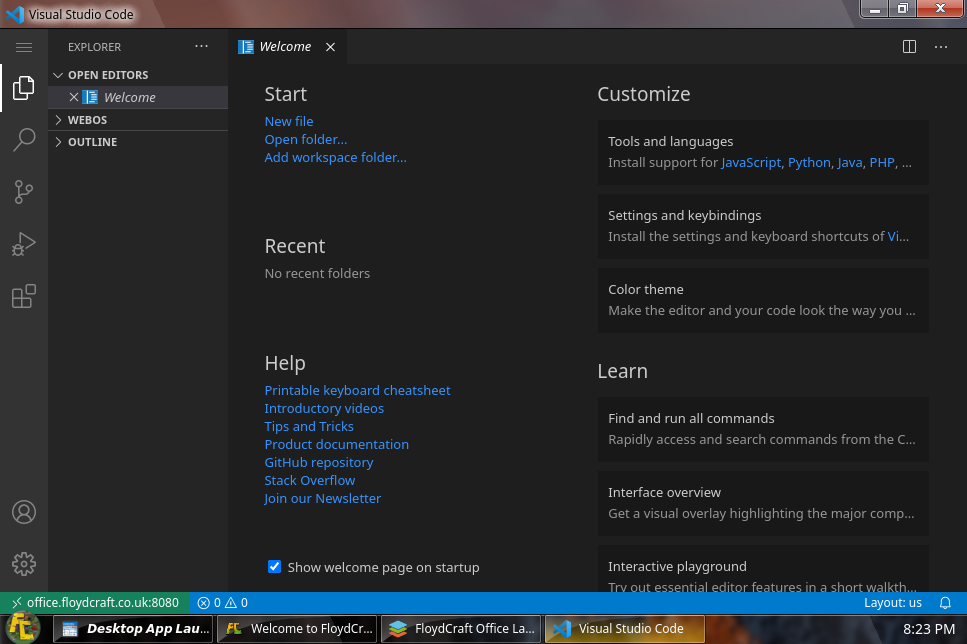 Visual Studio Code
EXPLORER
OPEN EDITORS
Welcome
WEBOS
OUTLINE
Welcome
Start
New file
Open folder...
Add workspace folder...
Recent
No recent folders
Help
Printable keyboard cheatsheet
Introductory videos
Tips and Tricks
Product documentation
GitHub repository
Stack Overflow
Join our Newsletter
Show welcome page on startup
Customize
Tools and languages
Install support for JavaScript, Python, Java, PHP, ...
Settings and keybindings
Install the settings and keyboard shortcuts of Vi...
Color theme
Make the editor and your code look the way you ...
Learn
Find and run all commands
Rapidly access and search commands from the C...
Interface overview
Get a visual overlay highlighting the major comp...
Interactive playground
Try out essential editor features in a short walkth...
office.floydcraft.co.uk:8080 0 0 Layout: us
FC Desktop App Lau... FC Welcome to FloydCr... FloydCraft Office La... Visual Studio Code 8:23 PM